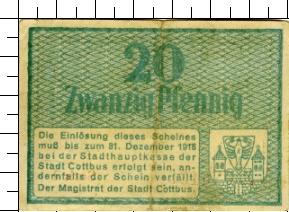 20
Zwanzig Pfennig
Die Einlösung dieses Scheines
muß bis zum 31. Dezember 1918
bei der Stadthauptkasse der
Stadt Cottbus erfolgt sein, an-
dernfalls der Schein verfällt.
Der Magistrat der Stadt Cottbus.